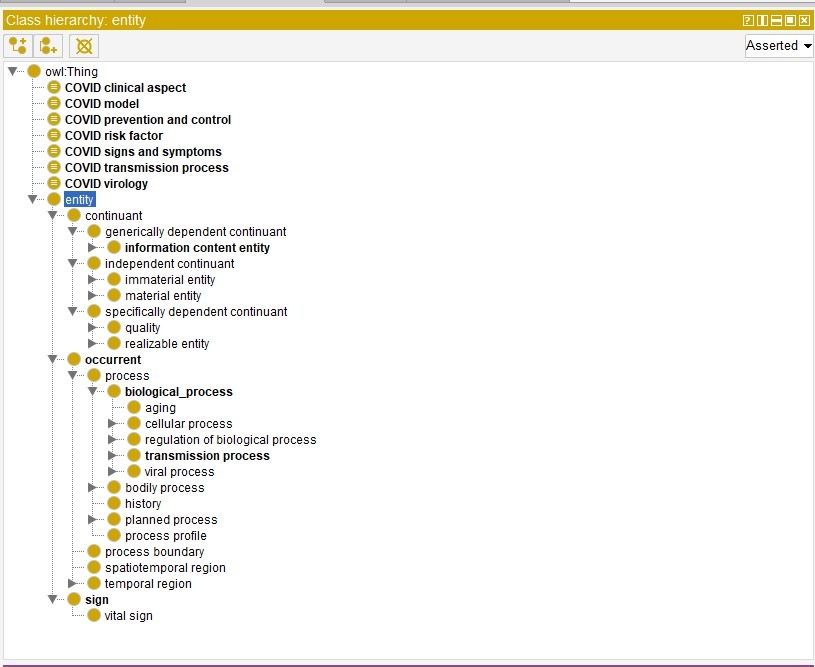 Class hierarchy: entity
Asserted
owl:Thing
COVID clinical aspect
COVID model
COVID prevention and control
COVID risk factor
COVID signs and symptoms
COVID transmission process
COVID virology
entity
continuant
generically dependent continuant
information content entity
independent continuant
immaterial entity
material entity
specifically dependent continuant
quality
realizable entity
occurrent
process
biological_process
aging
cellular process
regulation of biological process
transmission process
viral process
bodily process
history
planned process
process profile
process boundary
spatiotemporal region
temporal region
sign
vital sign